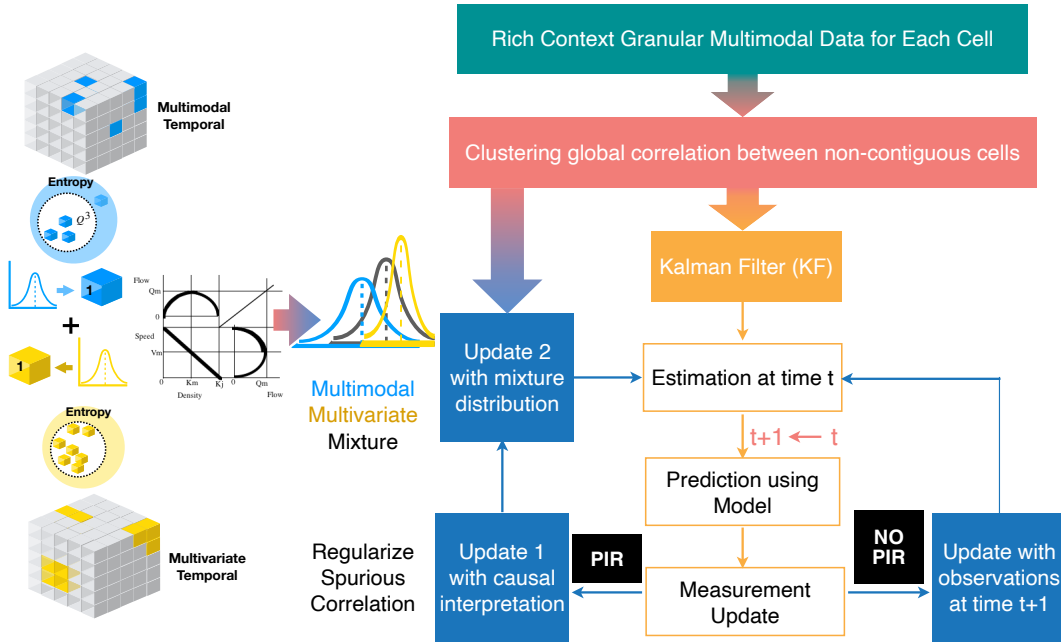 Rich Context Granular Multimodal Data for Each Cell
Clustering global correlation between non-contiguous cells
Multimodal
Temporal
Entropy
Q³
1
+
1
Entropy
Multivariate
Temporal
Flow
Qm
0
Speed
Vm
0
Km
Kj
0
Qm
Density
Flow
Multimodal
Multivariate
Mixture
Kalman Filter (KF)
Update 2
with mixture
distribution
Estimation at time t
t+1
t
Prediction using
Model
Regularize
Spurious
Correlation
Update 1
with causal
interpretation
PIR
Measurement
Update
NO
PIR
Update with
observations
at time t+1